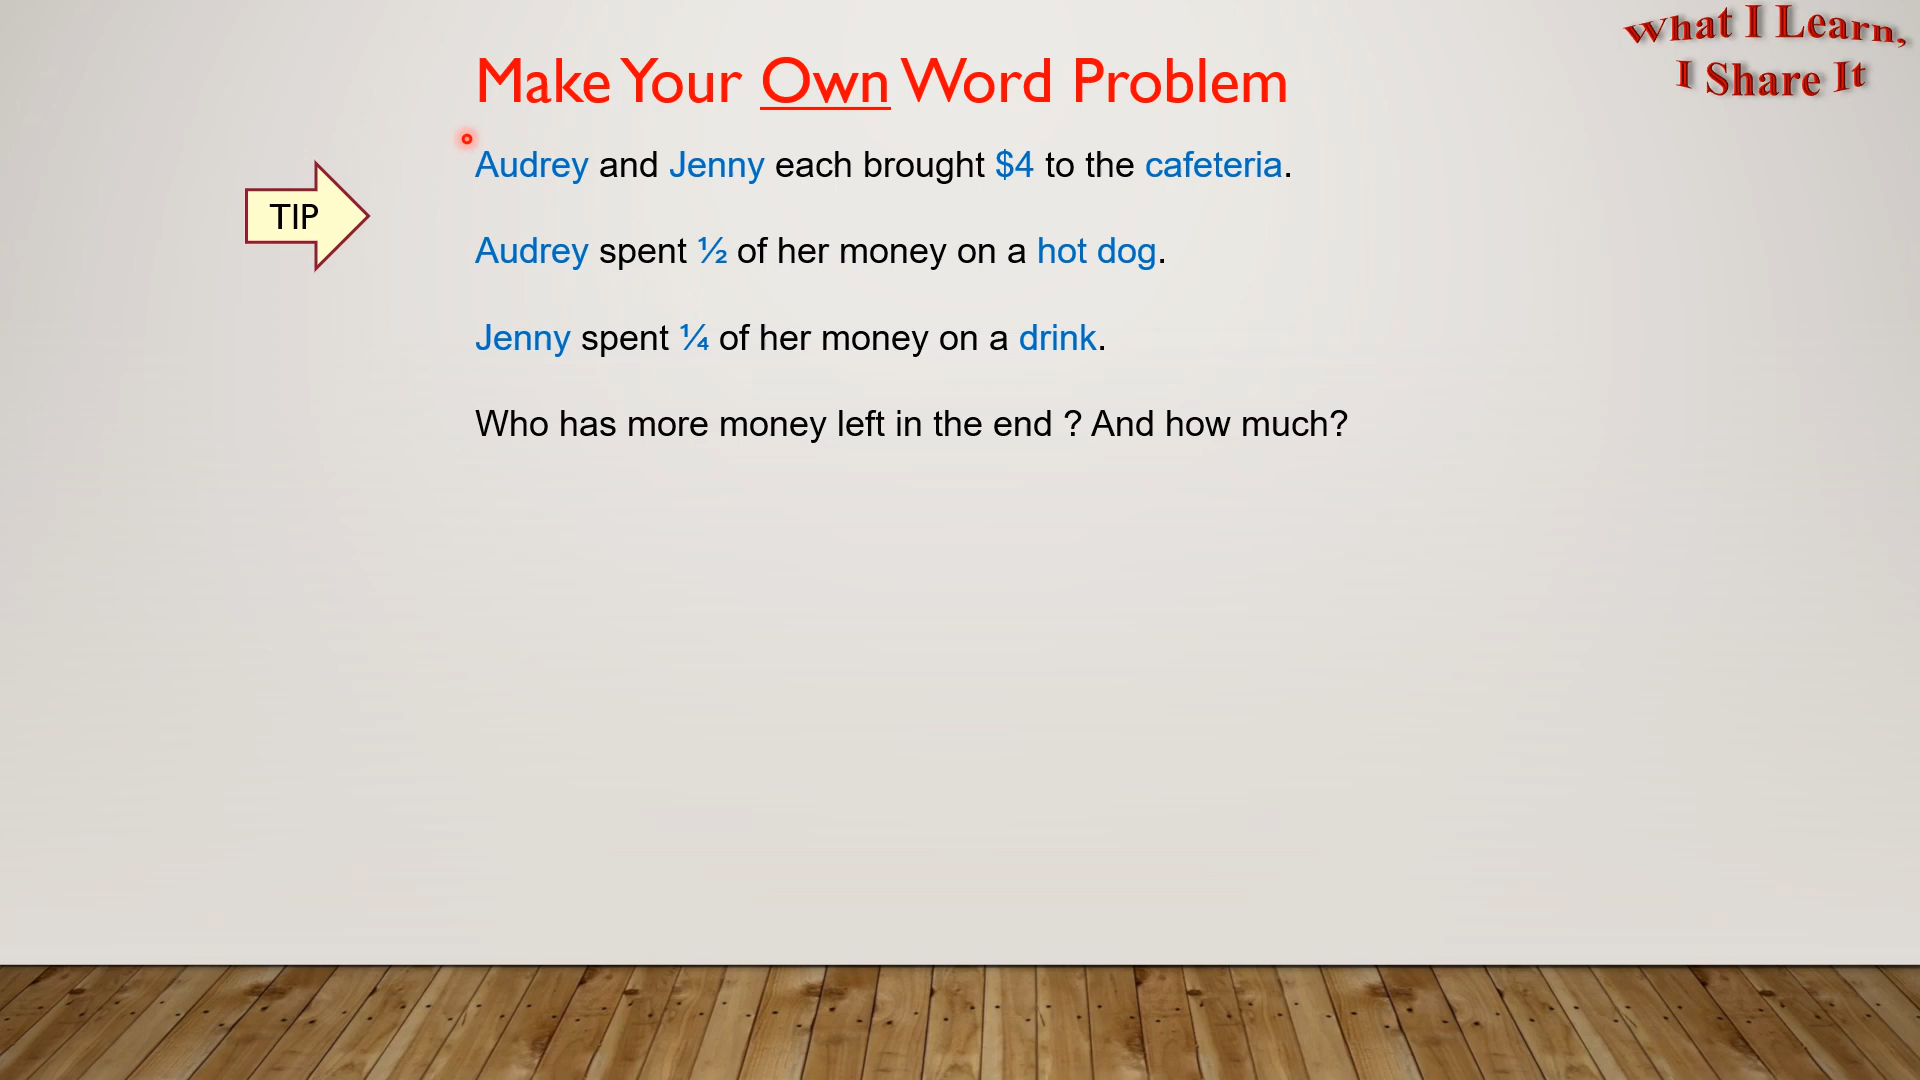 What I Learn,
I Share It
Make Your Own Word Problem
Audrey and Jenny each brought $4 to the cafeteria.
TIP
Audrey spent ½ of her money on a hot dog.
Jenny spent ¼ of her money on a drink.
Who has more money left in the end ? And how much?